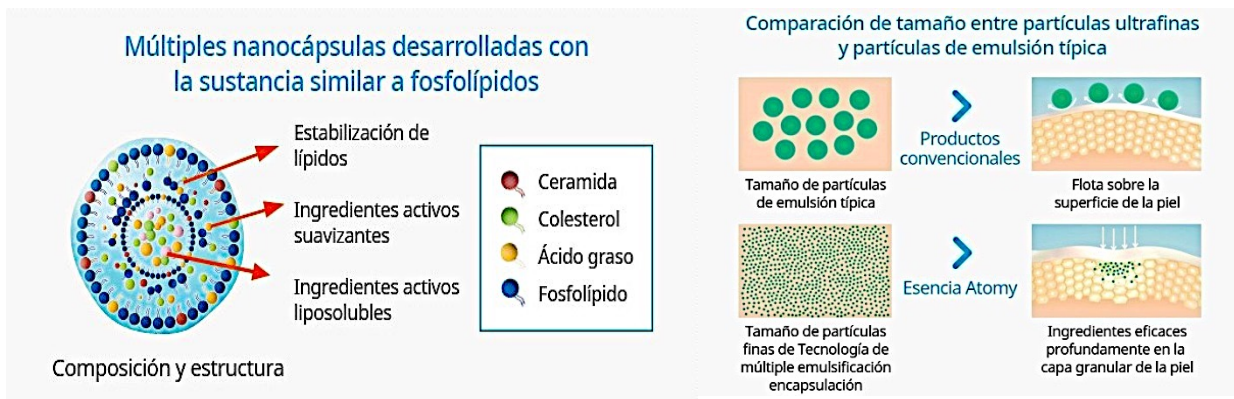 Múltiples nanocápsulas desarrolladas con
la sustancia similar a fosfolípidos
Estabilización de
lípidos
Ingredientes activos
suavizantes
Ingredientes activos
liposolubles
Ceramida
Colesterol
Ácido graso
Fosfolípido
Composición y estructura
Comparación de tamaño entre partículas ultrafinas
y partículas de emulsión típica
Productos
convencionales
Tamaño de partículas
de emulsión típica
Flota sobre la
superficie de la piel
Esencia Atomy
Tamaño de partículas
finas de Tecnología de
múltiple emulsificación
encapsulación
Ingredientes eficaces
profundamente en la
capa granular de la piel